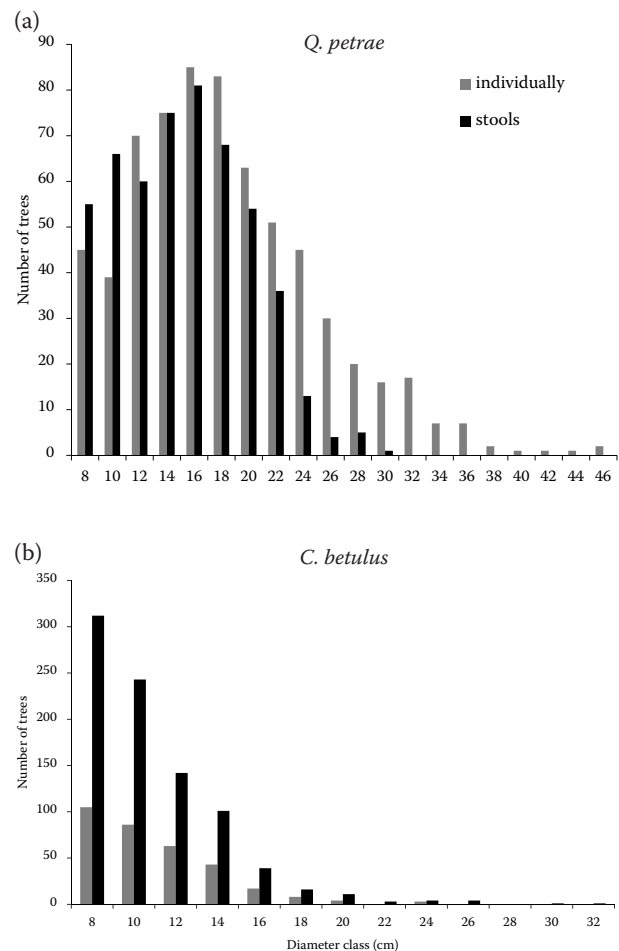 (a)
Q. petrae
individually
stools
Number of trees
90
80
70
60
50
40
30
20
10
0
8 10 12 14 16 18 20 22 24 26 28 30 32 34 36 38 40 42 44 46
(b)
C. betulus
Number of trees
350
300
250
200
150
100
50
0
8 10 12 14 16 18 20 22 24 26 28 30 32
Diameter class (cm)